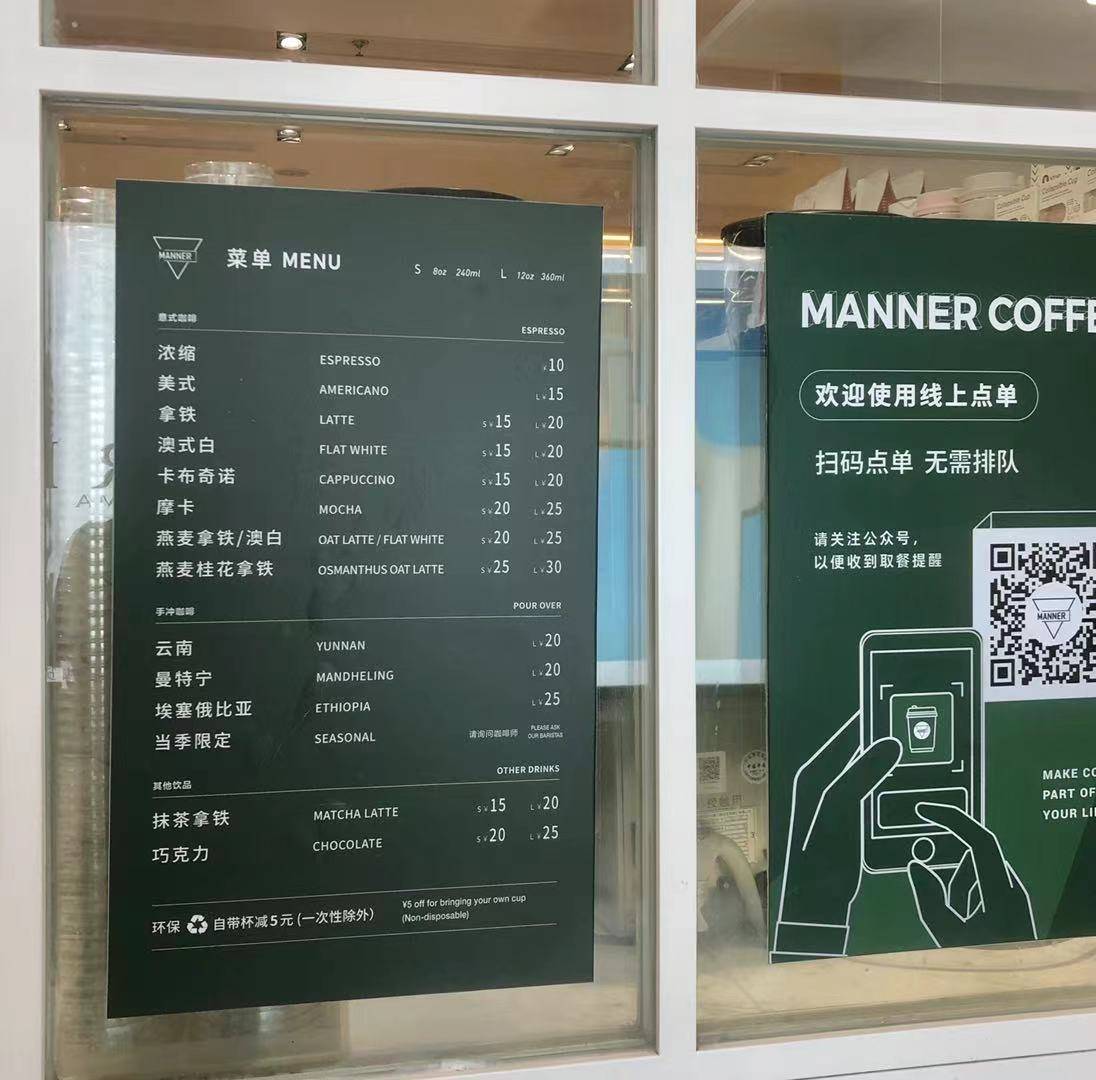 MANNER
菜单 MENU
S 8oz 240ml L 12oz 360ml
意式咖啡 ESPRESSO
浓缩 ESPRESSO ¥10
美式 AMERICANO L¥15
拿铁 LATTE S¥15 L¥20
澳式白 FLAT WHITE S¥15 L¥20
卡布奇诺 CAPPUCCINO S¥15 L¥20
摩卡 MOCHA S¥20 L¥25
燕麦拿铁/澳白 OAT LATTE / FLAT WHITE S¥20 L¥25
燕麦桂花拿铁 OSMANTHUS OAT LATTE S¥25 L¥30
手冲咖啡 POUR OVER
云南 YUNNAN L¥20
曼特宁 MANDHELING L¥20
埃塞俄比亚 ETHIOPIA L¥25
当季限定 SEASONAL 请询问咖啡师 PLEASE ASK
OUR BARISTAS
其他饮品 OTHER DRINKS
抹茶拿铁 MATCHA LATTE S¥15 L¥20
巧克力 CHOCOLATE S¥20 L¥25
环保 自带杯减5元 (一次性除外)
¥5 off for bringing your own cup
(Non-disposable)
MANNER COFFE
欢迎使用线上点单
扫码点单 无需排队
请关注公众号，
以便收到取餐提醒
MANNER
MAKE CO
PART OF
YOUR LI
Collapsible Cup